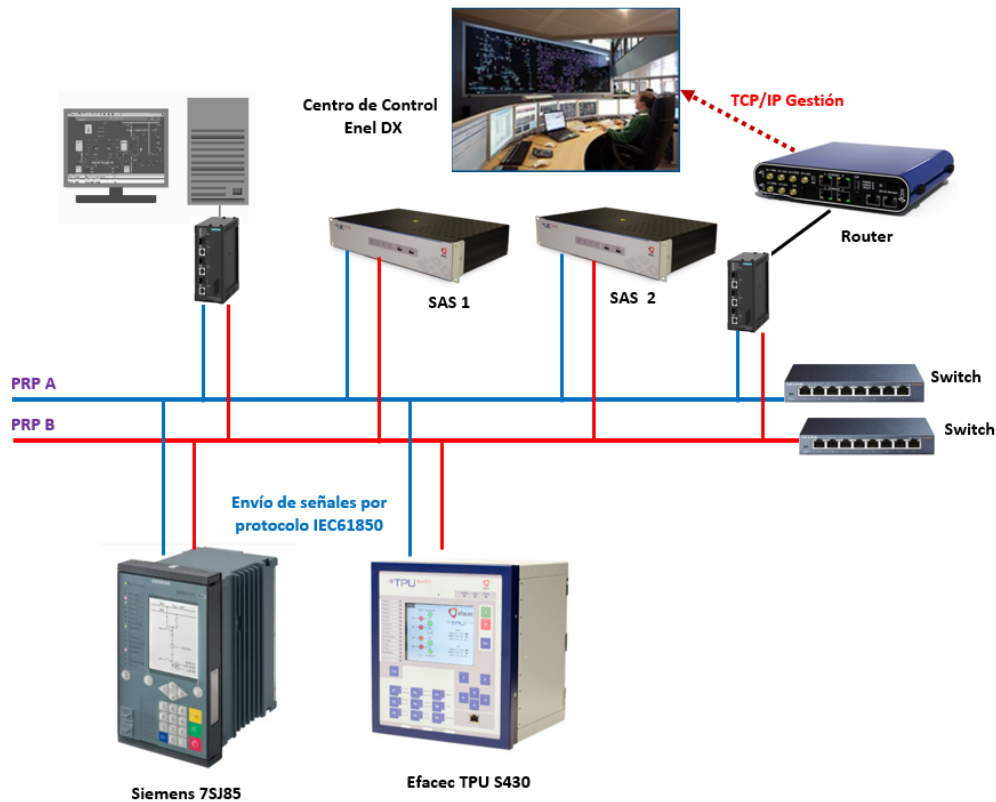 Centro de Control
Enel DX
TCP/IP Gestión
Router
SAS 1
SAS 2
PRP A
Switch
PRP B
Switch
Envío de señales por
protocolo IEC61850
SIEMENS
TPU
efacec
Siemens 7SJ85
Efacec TPU S430